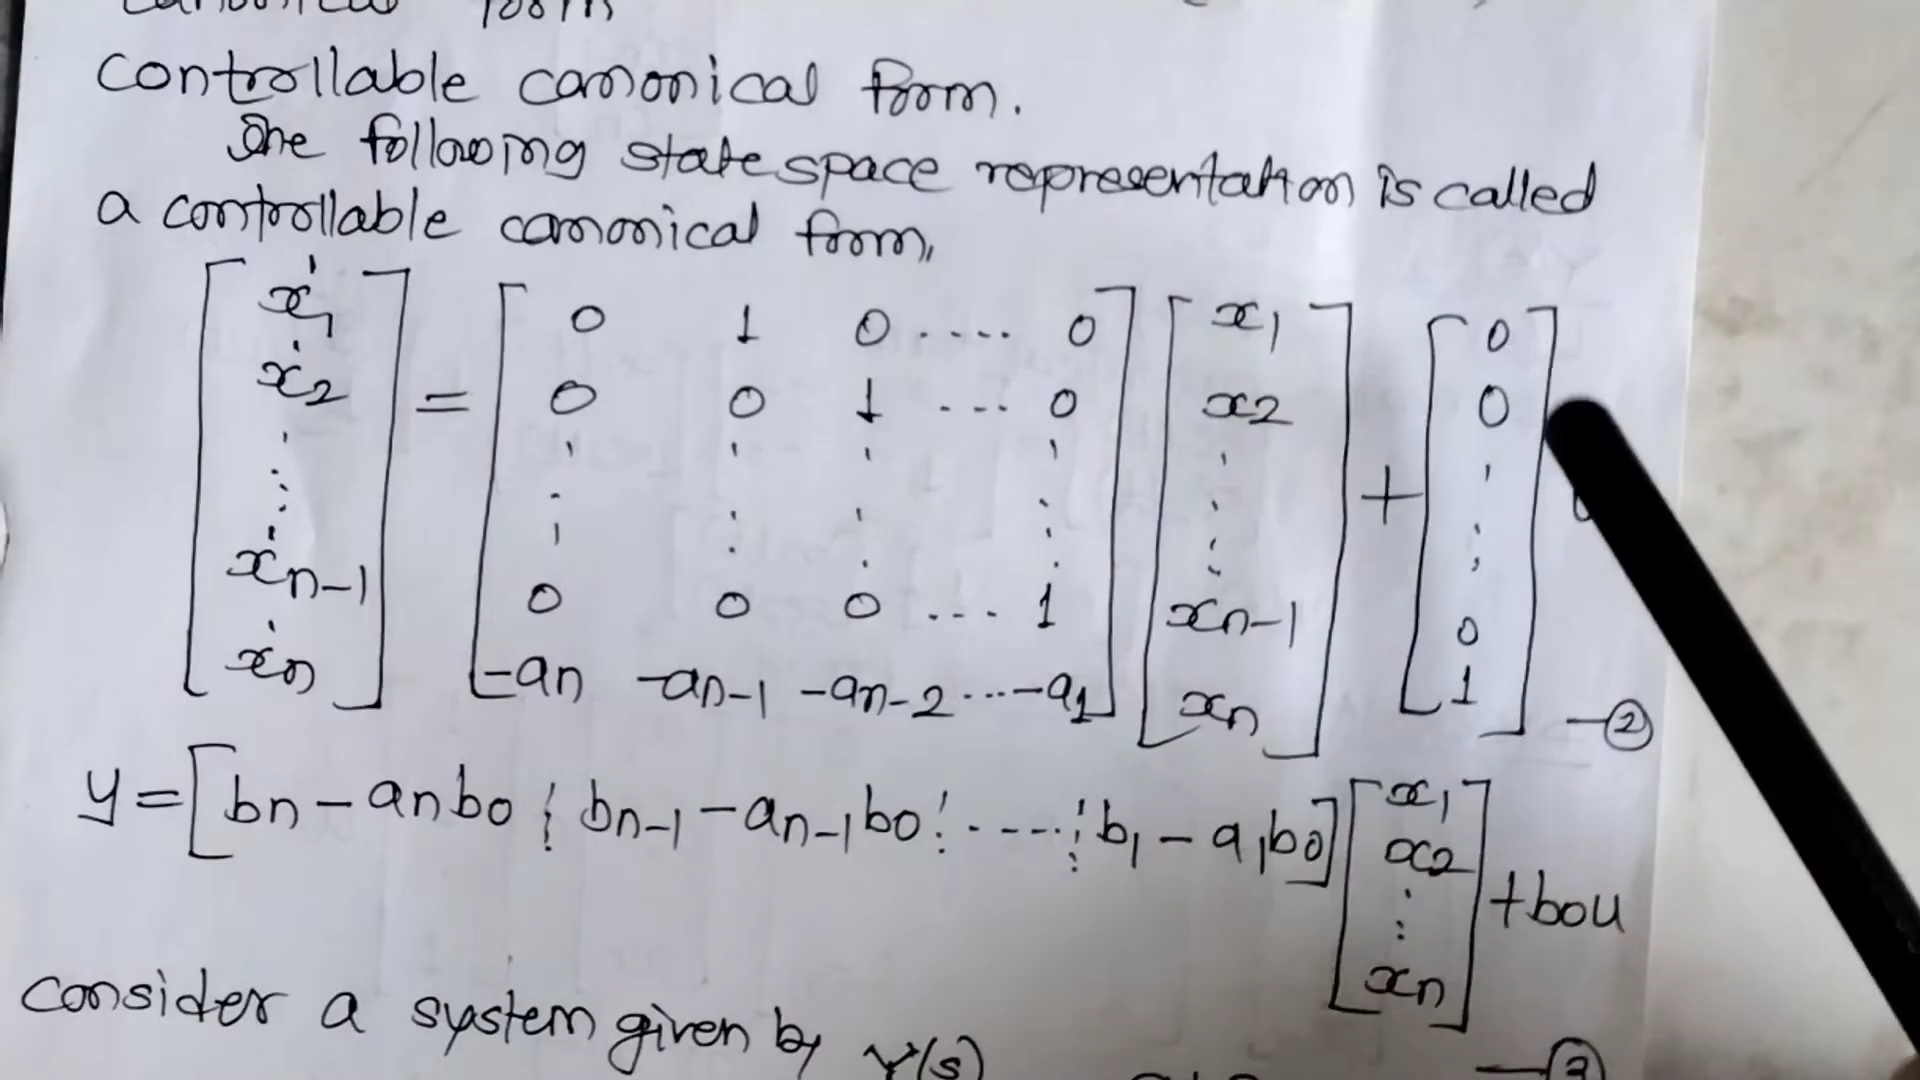 canonical form
controllable canonical form.
The following state space representation is called
a controllable canonical form,
[ẋ1 ẋ2 ⋮ ẋn-1 ẋn] = [0 1 0 .... 0
0 0 1 ... 0
⋮ ⋮ ⋮ ⋮
0 0 0 ... 1
-an -an-1 -an-2 ... -a1] [x1 x2 ⋮ xn-1 xn] + [0 0 ⋮ 0 1]
—②
y = [bn - anb0 ⋮ bn-1 - an-1b0 ⋮ .... ⋮ b1 - a1b0] [x1 x2 ⋮ xn] + b0u
—③
consider a system given by Y(s)